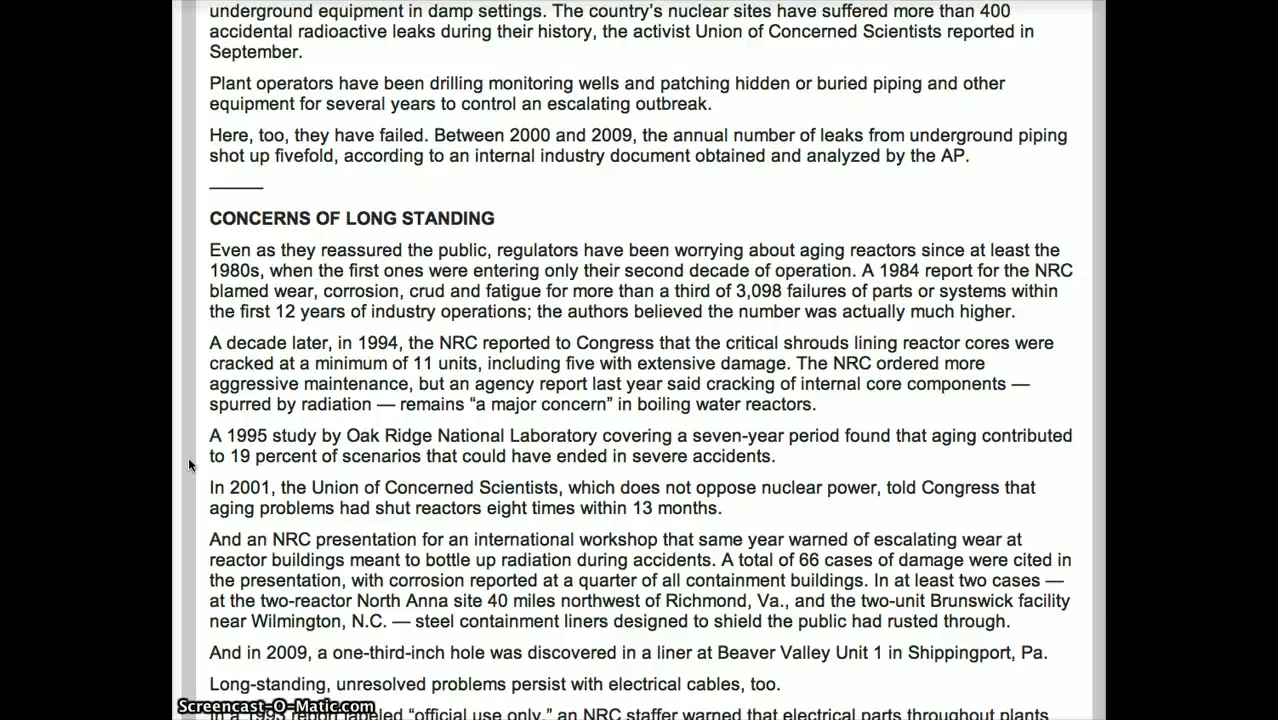 underground equipment in damp settings. The country's nuclear sites have suffered more than 400
accidental radioactive leaks during their history, the activist Union of Concerned Scientists reported in
September.
Plant operators have been drilling monitoring wells and patching hidden or buried piping and other
equipment for several years to control an escalating outbreak.
Here, too, they have failed. Between 2000 and 2009, the annual number of leaks from underground piping
shot up fivefold, according to an internal industry document obtained and analyzed by the AP.
CONCERNS OF LONG STANDING
Even as they reassured the public, regulators have been worrying about aging reactors since at least the
1980s, when the first ones were entering only their second decade of operation. A 1984 report for the NRC
blamed wear, corrosion, crud and fatigue for more than a third of 3,098 failures of parts or systems within
the first 12 years of industry operations; the authors believed the number was actually much higher.
A decade later, in 1994, the NRC reported to Congress that the critical shrouds lining reactor cores were
cracked at a minimum of 11 units, including five with extensive damage. The NRC ordered more
aggressive maintenance, but an agency report last year said cracking of internal core components —
spurred by radiation — remains “a major concern” in boiling water reactors.
A 1995 study by Oak Ridge National Laboratory covering a seven-year period found that aging contributed
to 19 percent of scenarios that could have ended in severe accidents.
In 2001, the Union of Concerned Scientists, which does not oppose nuclear power, told Congress that
aging problems had shut reactors eight times within 13 months.
And an NRC presentation for an international workshop that same year warned of escalating wear at
reactor buildings meant to bottle up radiation during accidents. A total of 66 cases of damage were cited in
the presentation, with corrosion reported at a quarter of all containment buildings. In at least two cases —
at the two-reactor North Anna site 40 miles northwest of Richmond, Va., and the two-unit Brunswick facility
near Wilmington, N.C. — steel containment liners designed to shield the public had rusted through.
And in 2009, a one-third-inch hole was discovered in a liner at Beaver Valley Unit 1 in Shippingport, Pa.
Long-standing, unresolved problems persist with electrical cables, too.
In a 1993 report labeled “official use only,” an NRC staffer warned that electrical parts throughout plants
Screencast-O-Matic.com